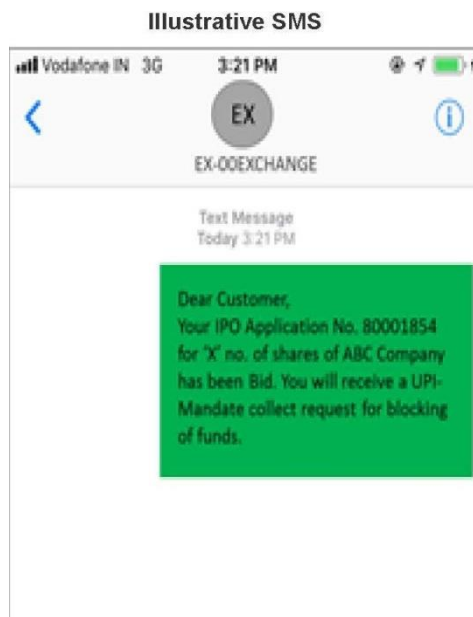 Illustrative SMS
Vodafone IN 3G 3:21 PM
EX
EX-00EXCHANGE
Text Message
Today 3:21 PM
Dear Customer,
Your IPO Application No. 80001854
for 'X' no. of shares of ABC Company
has been Bid. You will receive a UPI-
Mandate collect request for blocking
of funds.